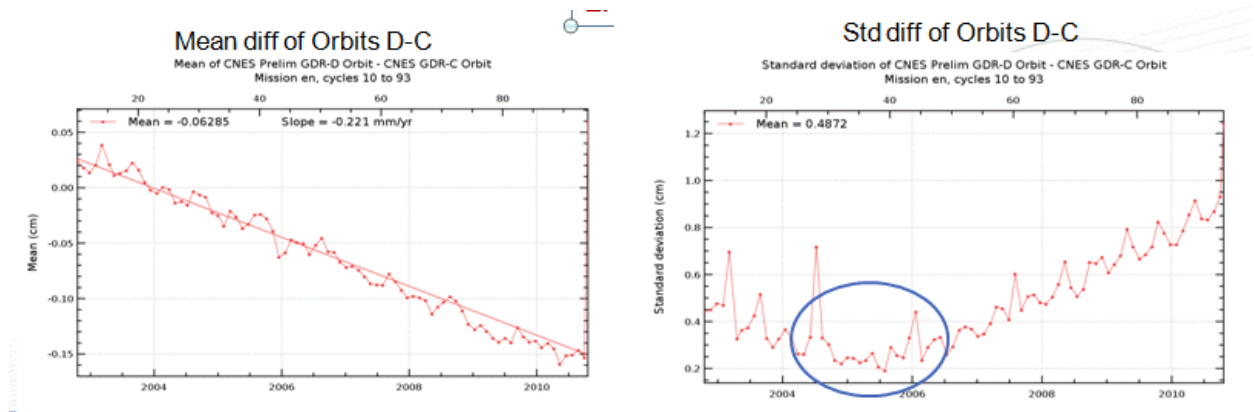 Mean diff of Orbits D-C
Mean of CNES Prelim GDR-D Orbit - CNES GDR-C Orbit
Mission en, cycles 10 to 93
20 40 60 80
Mean = -0.06285 Slope = -0.221 mm/yr
0.05
0.00
-0.05
-0.10
-0.15
Mean (cm)
2004 2006 2008 2010
Std diff of Orbits D-C
Standard deviation of CNES Prelim GDR-D Orbit - CNES GDR-C Orbit
Mission en, cycles 10 to 93
20 40 60 80
Mean = 0.4872
1.2
1.0
0.8
0.6
0.4
0.2
Standard deviation (cm)
2004 2006 2008 2010